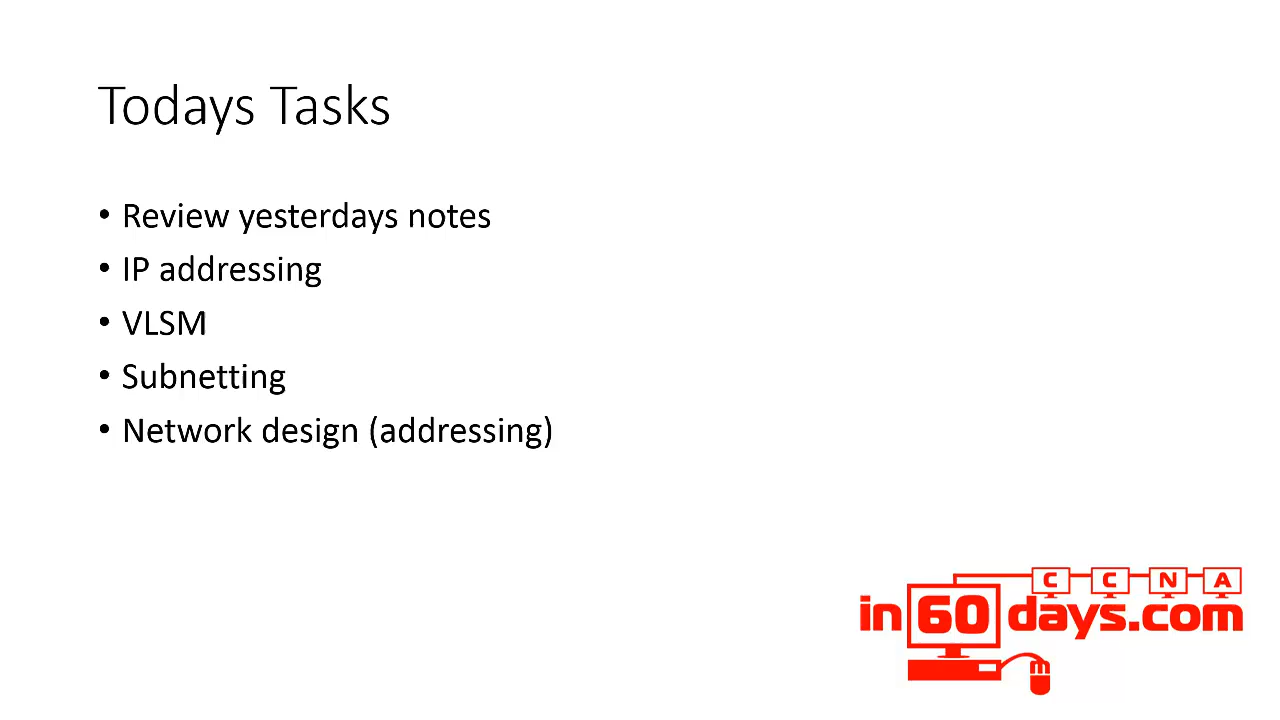 Todays Tasks
• Review yesterdays notes
• IP addressing
• VLSM
• Subnetting
• Network design (addressing)
C C N A
in 60 days.com